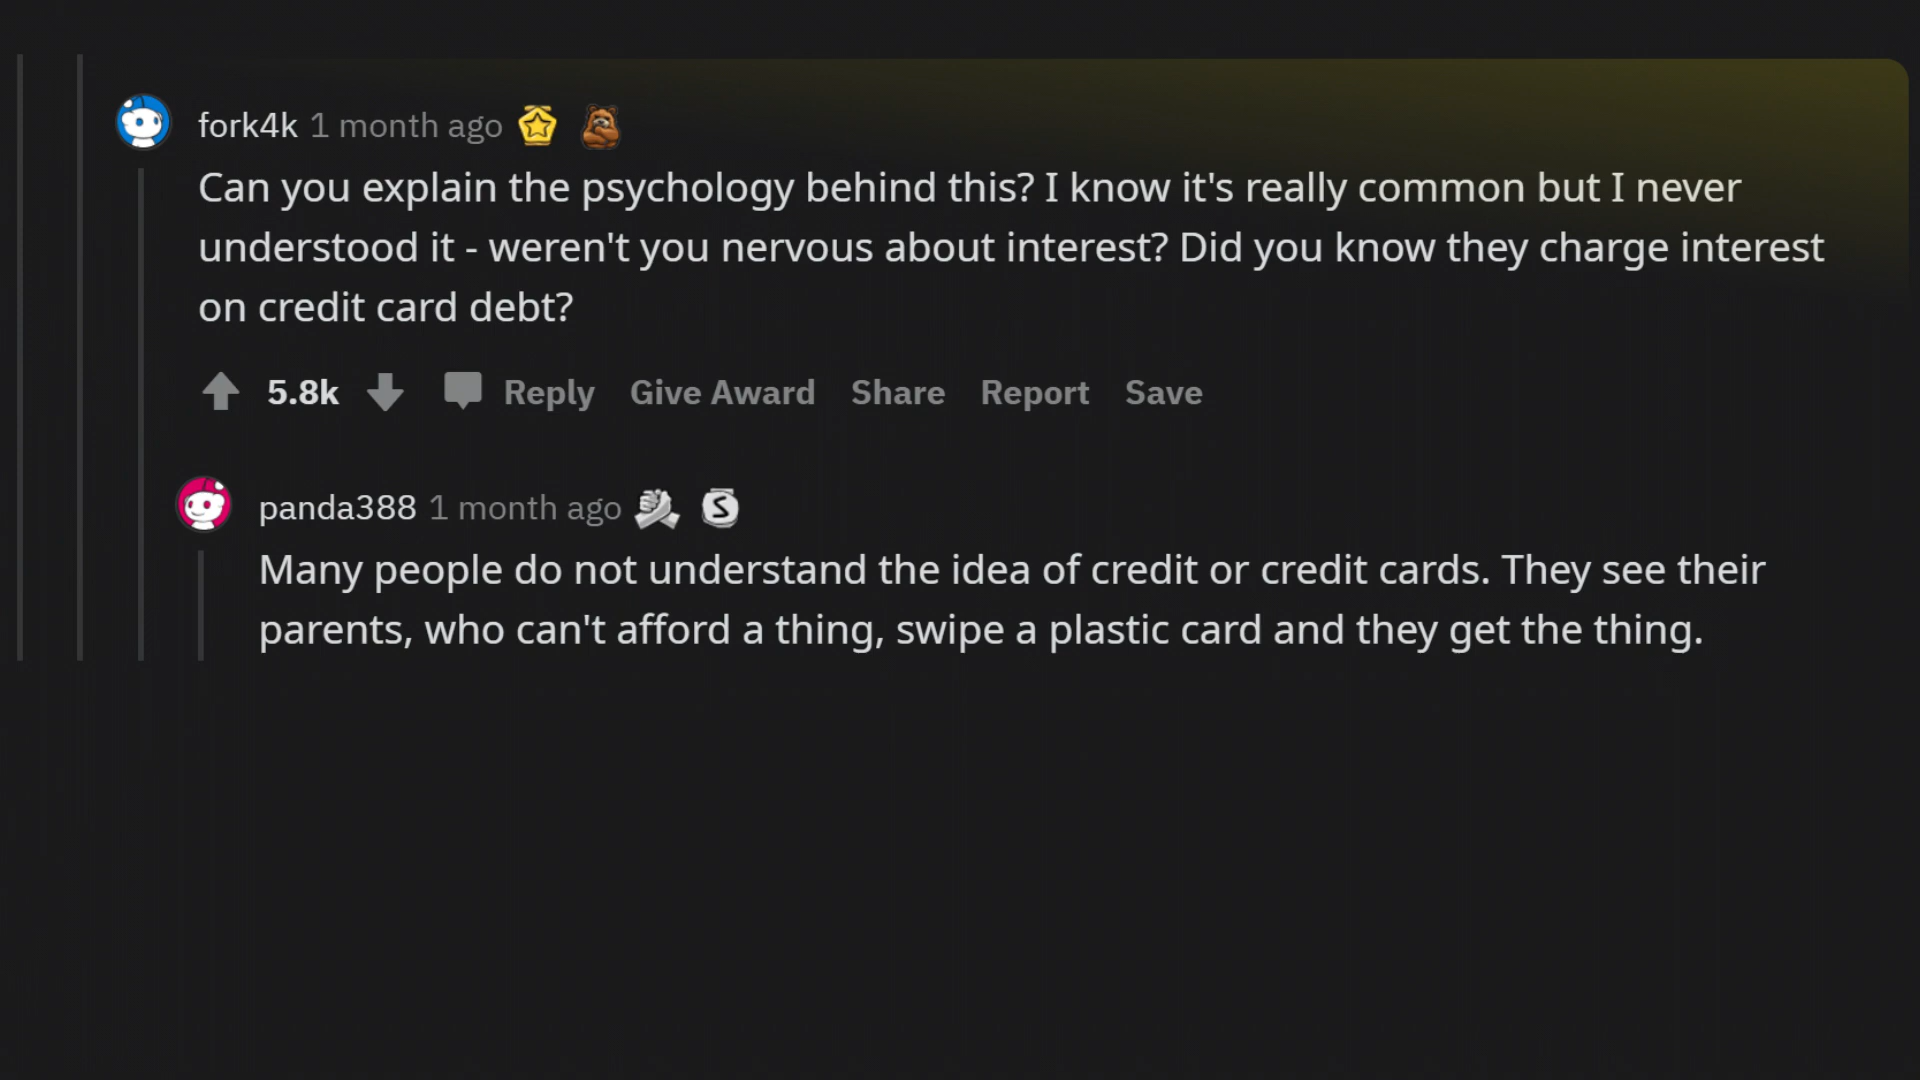 fork4k 1 month ago
Can you explain the psychology behind this? I know it's really common but I never
understood it - weren't you nervous about interest? Did you know they charge interest
on credit card debt?
5.8k Reply Give Award Share Report Save
panda388 1 month ago S
Many people do not understand the idea of credit or credit cards. They see their
parents, who can't afford a thing, swipe a plastic card and they get the thing.